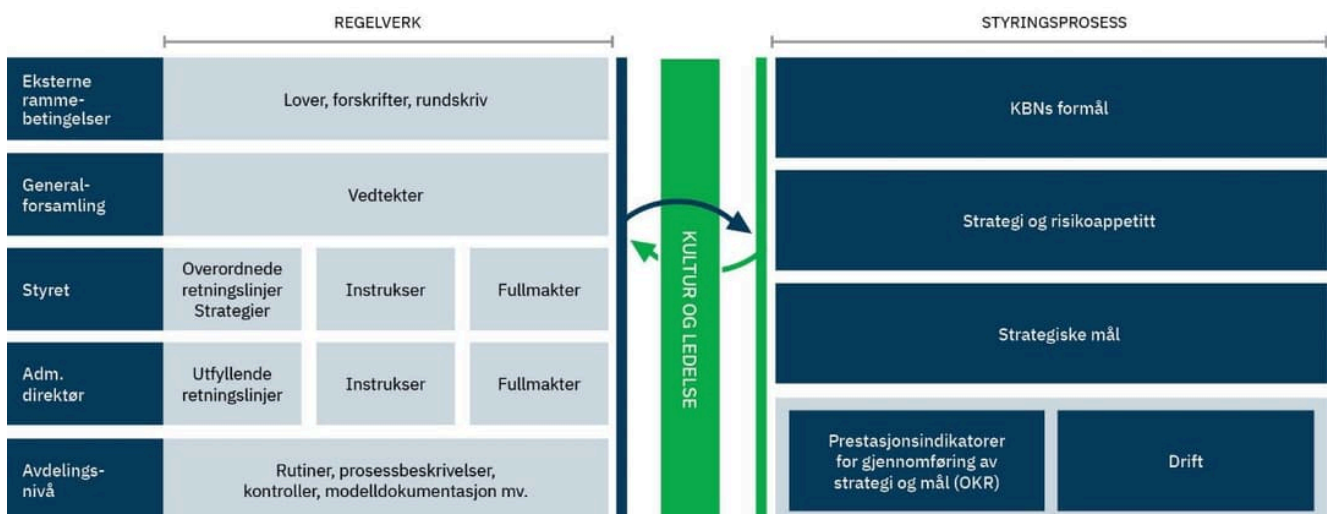 REGELVERK
STYRINGSPROSESS
Eksterne
ramme-
betingelser
Lover, forskrifter, rundskriv
General-
forsamling
Vedtekter
Styret
Overordnede
retningslinjer
Strategier
Instrukser
Fullmakter
Adm.
direktør
Utfyllende
retningslinjer
Instrukser
Fullmakter
Avdelings-
nivå
Rutiner, prosessbeskrivelser,
kontroller, modelldokumentasjon mv.
KULTUR OG LEDELSE
KBNs formål
Strategi og risikoappetitt
Strategiske mål
Prestasjonsindikatorer
for gjennomføring av
strategi og mål (OKR)
Drift